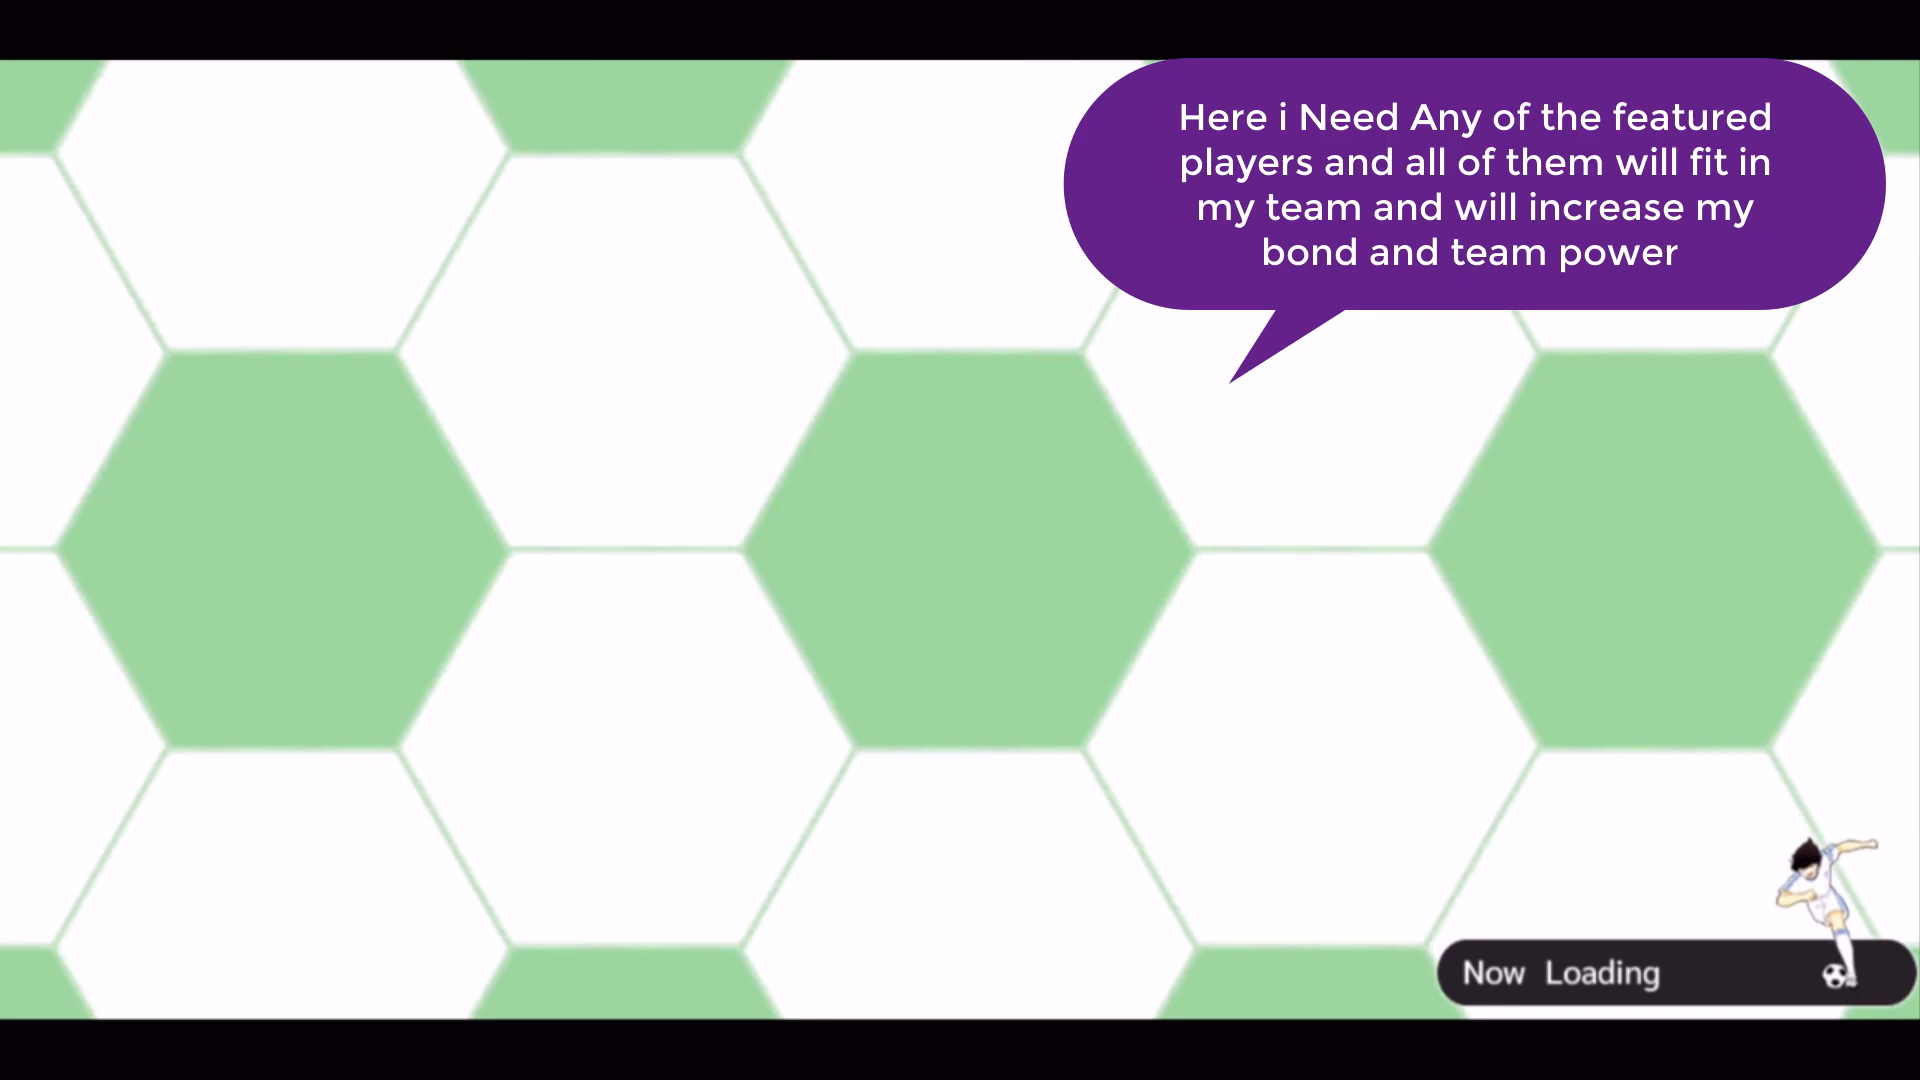 Here i Need Any of the featured
players and all of them will fit in
my team and will increase my
bond and team power
Now Loading